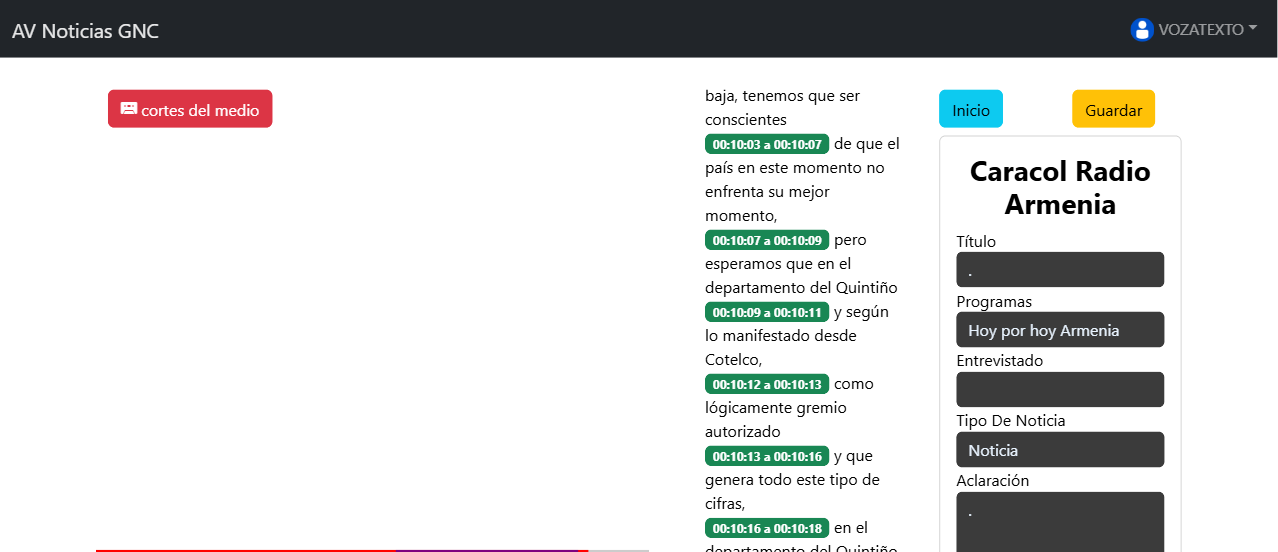 AV Noticias GNC
VOZATEXTO
cortes del medio
baja, tenemos que ser
conscientes
00:10:03 a 00:10:07 de que el
país en este momento no
enfrenta su mejor
momento,
00:10:07 a 00:10:09 pero
esperamos que en el
departamento del Quintiño
00:10:09 a 00:10:11 y según
lo manifestado desde
Cotelco,
00:10:12 a 00:10:13 como
lógicamente gremio
autorizado
00:10:13 a 00:10:16 y que
genera todo este tipo de
cifras,
00:10:16 a 00:10:18 en el
departamento del Quintiño
Inicio
Guardar
Caracol Radio
Armenia
Título
.
Programas
Hoy por hoy Armenia
Entrevistado
Tipo De Noticia
Noticia
Aclaración
.